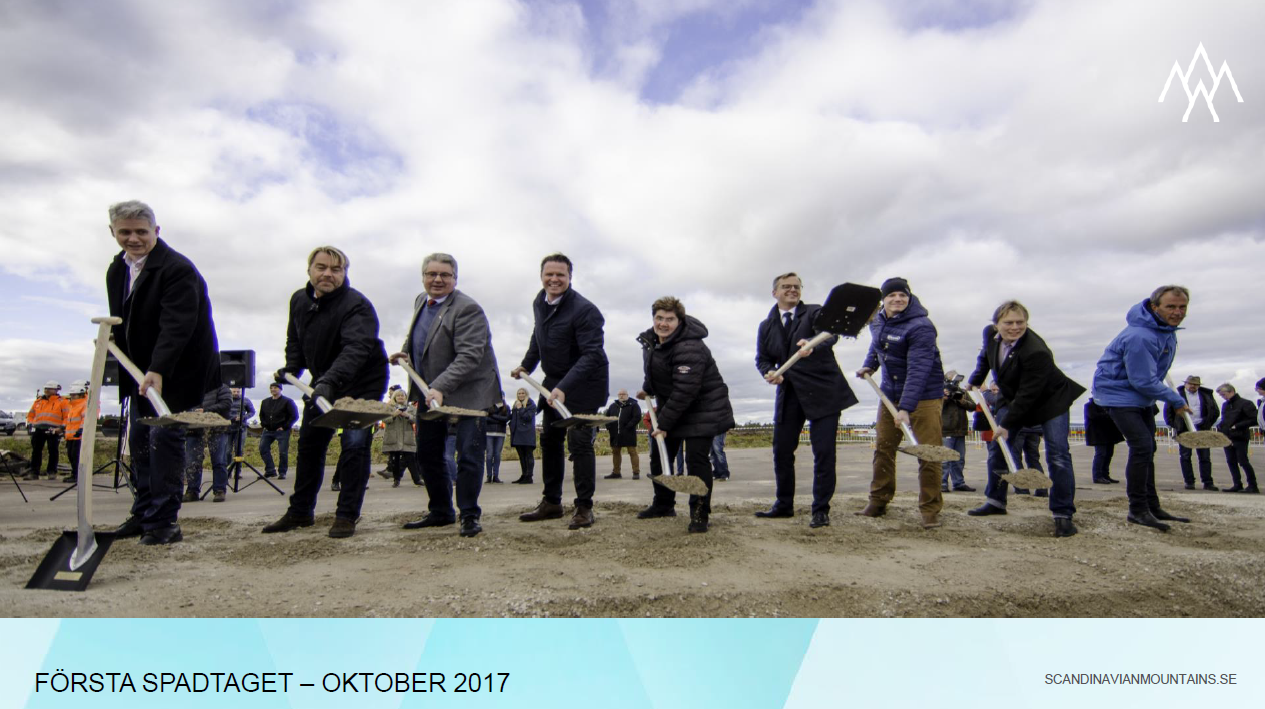 FÖRSTA SPADTAGET – OKTOBER 2017
SCANDINAVIANMOUNTAINS.SE